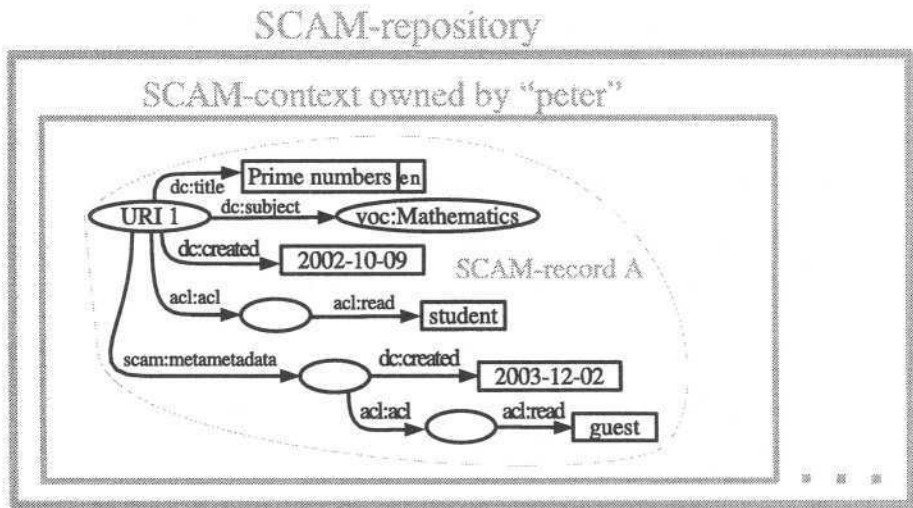 SCAM-repository
SCAM-context owned by “peter”
Prime numbers en
dc:title
URI 1 dc:subject voc:Mathematics
dc:created
2002-10-09
SCAM-record A
acl:acl acl:read
student
scam:metametadata dc:created
2003-12-02
acl:acl acl:read
guest